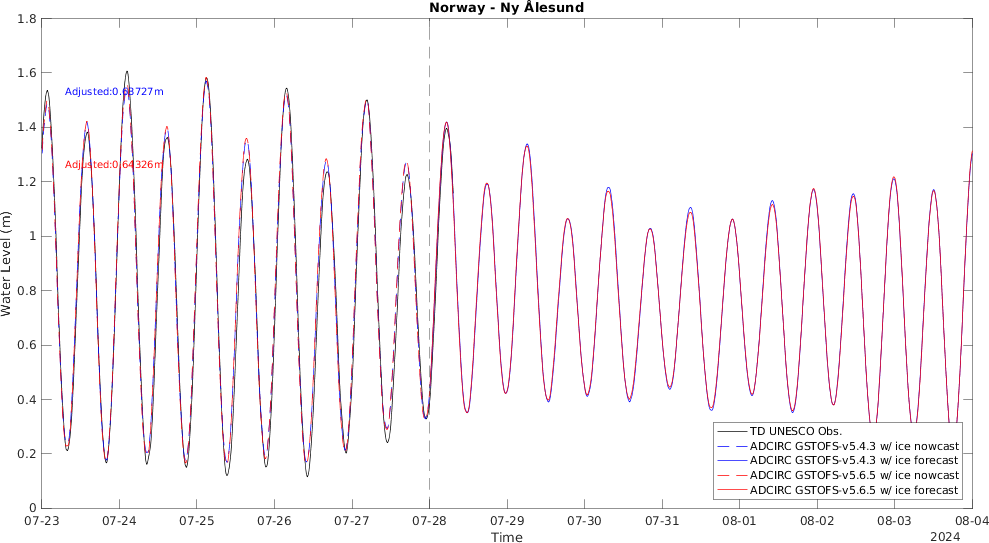 Norway - Ny Ålesund
1.8
1.6
1.4
1.2
1
0.8
0.6
0.4
0.2
0
Water Level (m)
Adjusted:0.63727m
Adjusted:0.64326m
TD UNESCO Obs.
ADCIRC GSTOFS-v5.4.3 w/ ice nowcast
ADCIRC GSTOFS-v5.4.3 w/ ice forecast
ADCIRC GSTOFS-v5.6.5 w/ ice nowcast
ADCIRC GSTOFS-v5.6.5 w/ ice forecast
07-23 07-24 07-25 07-26 07-27 07-28 07-29 07-30 07-31 08-01 08-02 08-03 08-04
Time
2024